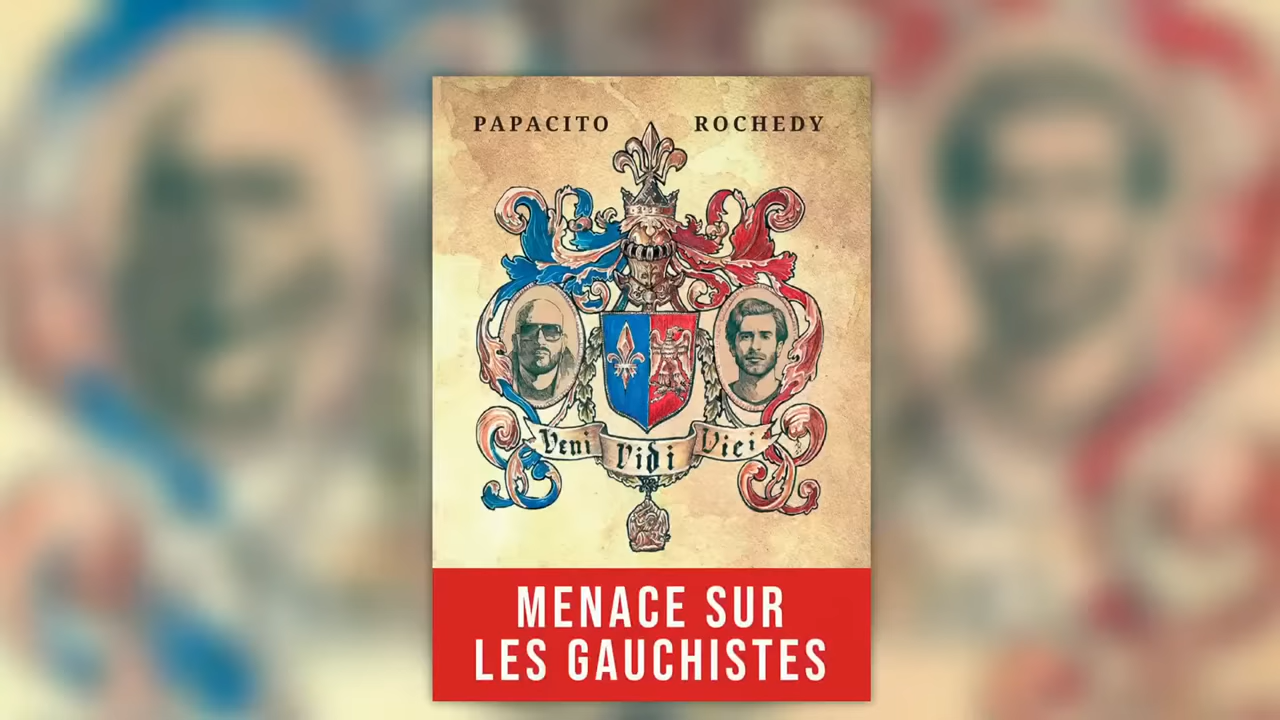 PAPACITO ROCHEDY
Veni Vidi Vici
MENACE SUR
LES GAUCHISTES